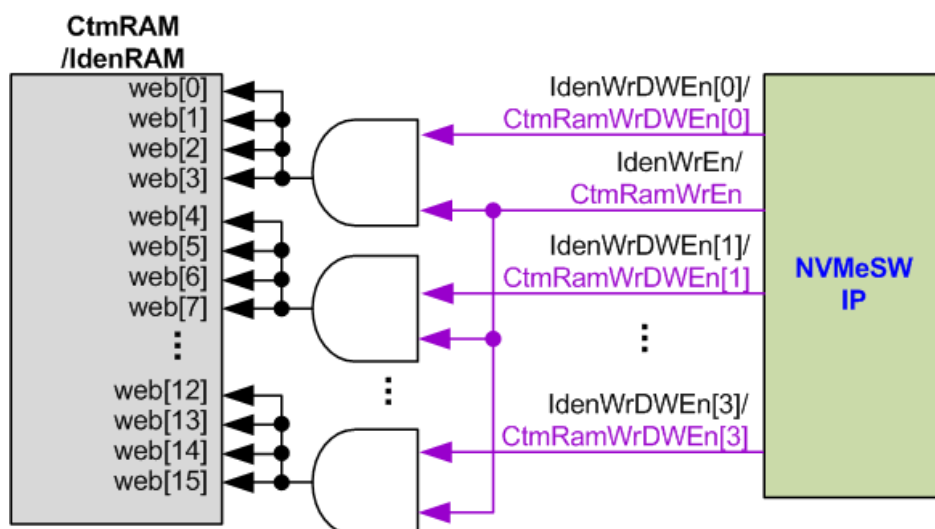 CtmRAM
/IdenRAM
web[0]
web[1]
web[2]
web[3]
web[4]
web[5]
web[6]
web[7]
...
web[12]
web[13]
web[14]
web[15]
...
IdenWrDWEn[0]/
CtmRamWrDWEn[0]
IdenWrEn/
CtmRamWrEn
IdenWrDWEn[1]/
CtmRamWrDWEn[1]
...
IdenWrDWEn[3]/
CtmRamWrDWEn[3]
NVMeSW
IP